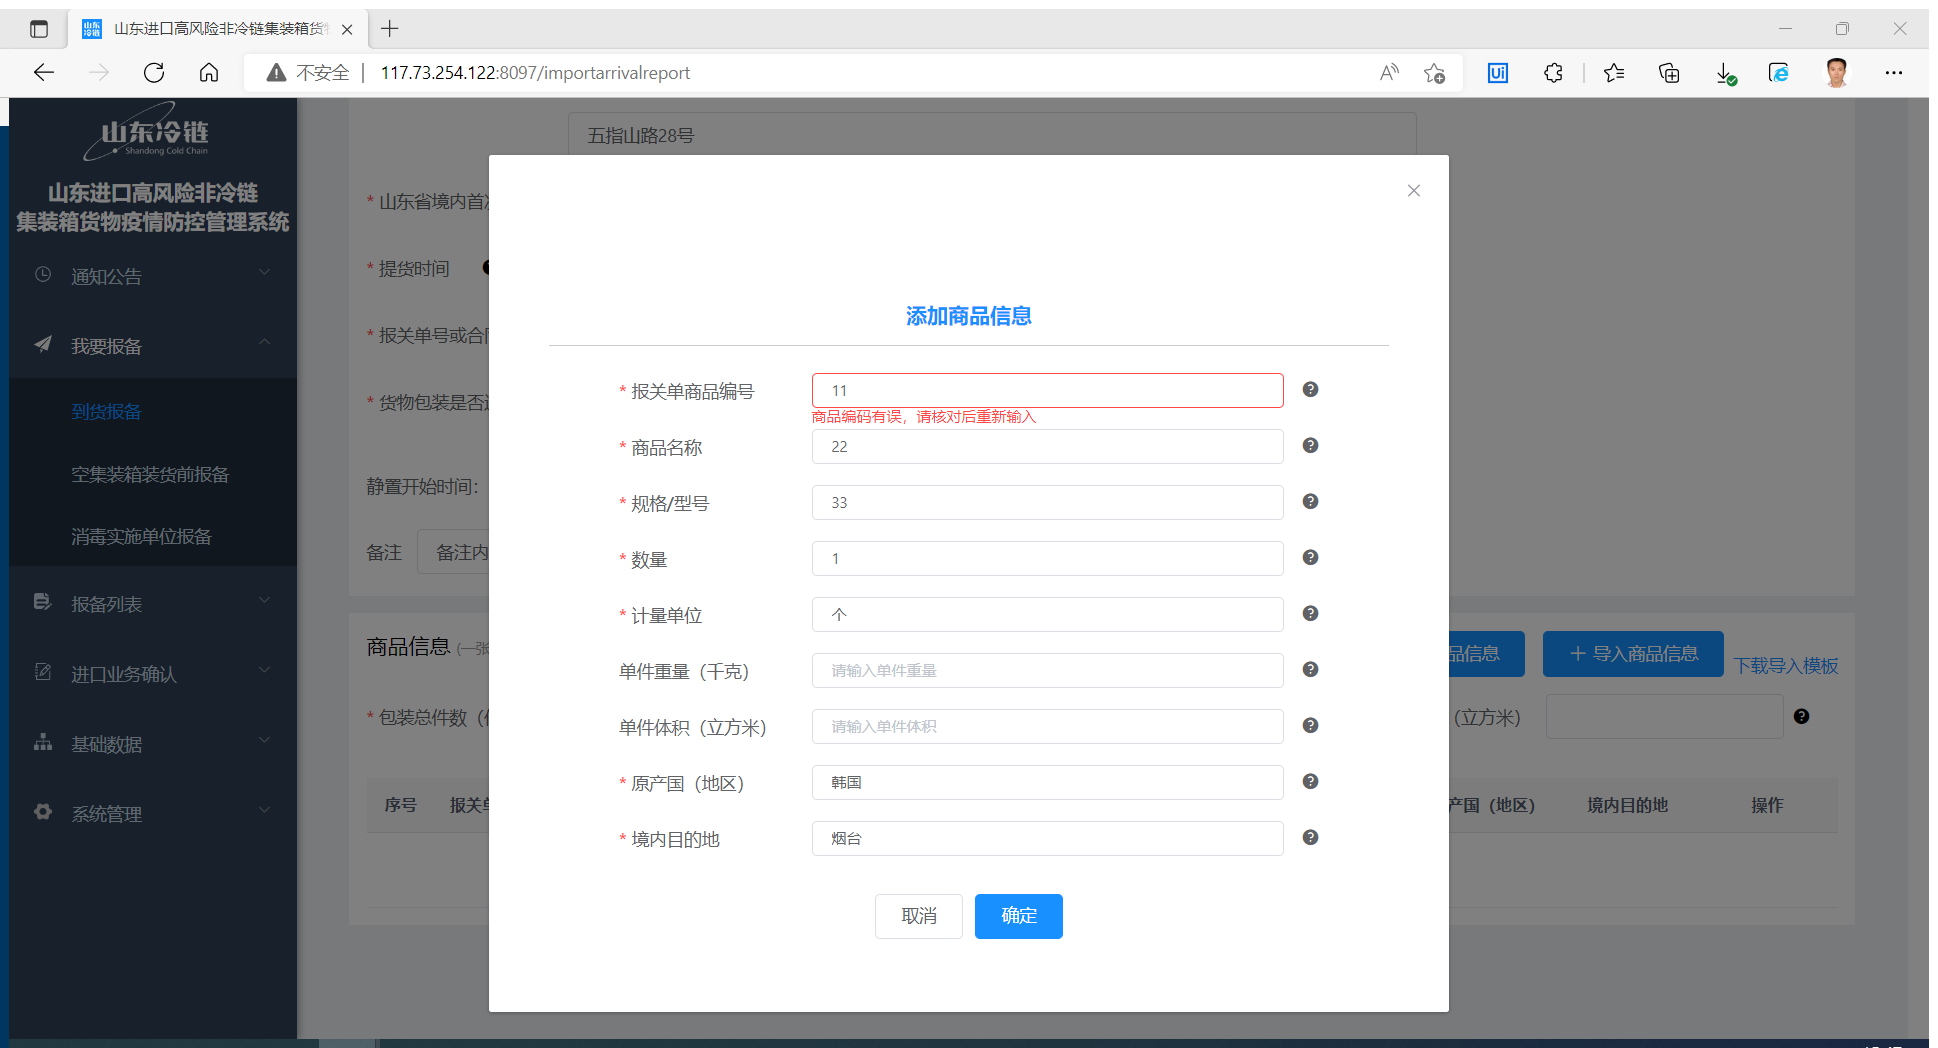 山东进口高风险非冷链集装箱货
不安全 117.73.254.122:8097/importarrivalreport
山东冷链
Shandong Cold Chain
山东进口高风险非冷链
集装箱货物疫情防控管理系统
通知公告
我要报备
到货报备
空集装箱装货前报备
消毒实施单位报备
报备列表
进口业务确认
基础数据
系统管理
五指山路28号
* 山东省境内首
* 提货时间
* 报关单号或合
* 货物包装是否
静置开始时间:
备注 备注内
商品信息 (一张
品信息
+ 导入商品信息
下载导入模板
* 包装总件数
(立方米)
序号 报关
产国（地区） 境内目的地 操作
添加商品信息
* 报关单商品编号 11
商品编码有误，请核对后重新输入
* 商品名称 22
* 规格/型号 33
* 数量 1
* 计量单位 个
单件重量（千克） 请输入单件重量
单件体积（立方米） 请输入单件体积
* 原产国（地区） 韩国
* 境内目的地 烟台
取消 确定